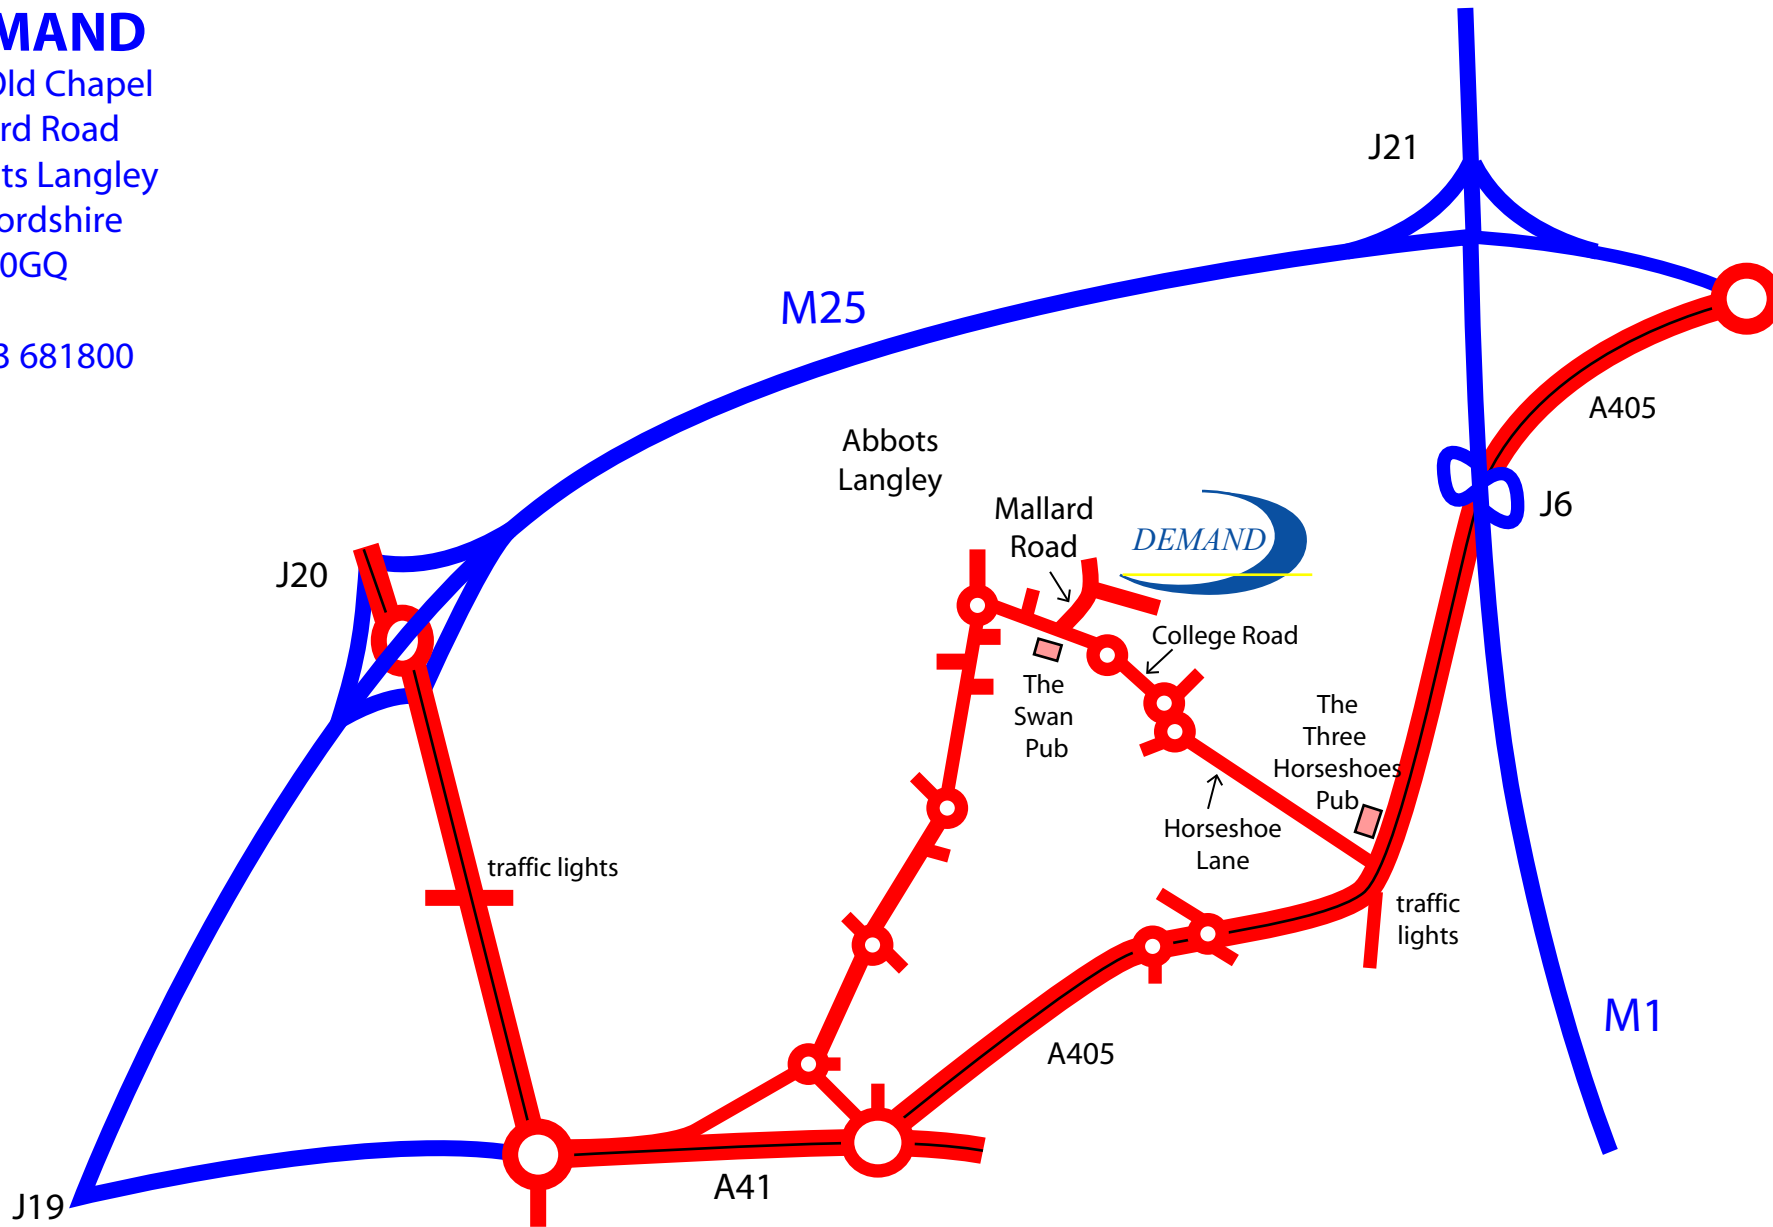 MAND
Old Chapel
rd Road
ts Langley
ordshire
0GQ
3 681800
J21
M25
A405
Abbots
Langley
Mallard
Road
DEMAND
J6
J20
College Road
The
Swan
Pub
The
Three
Horseshoes
Pub
Horseshoe
Lane
traffic lights
traffic
lights
M1
A405
A41
J19